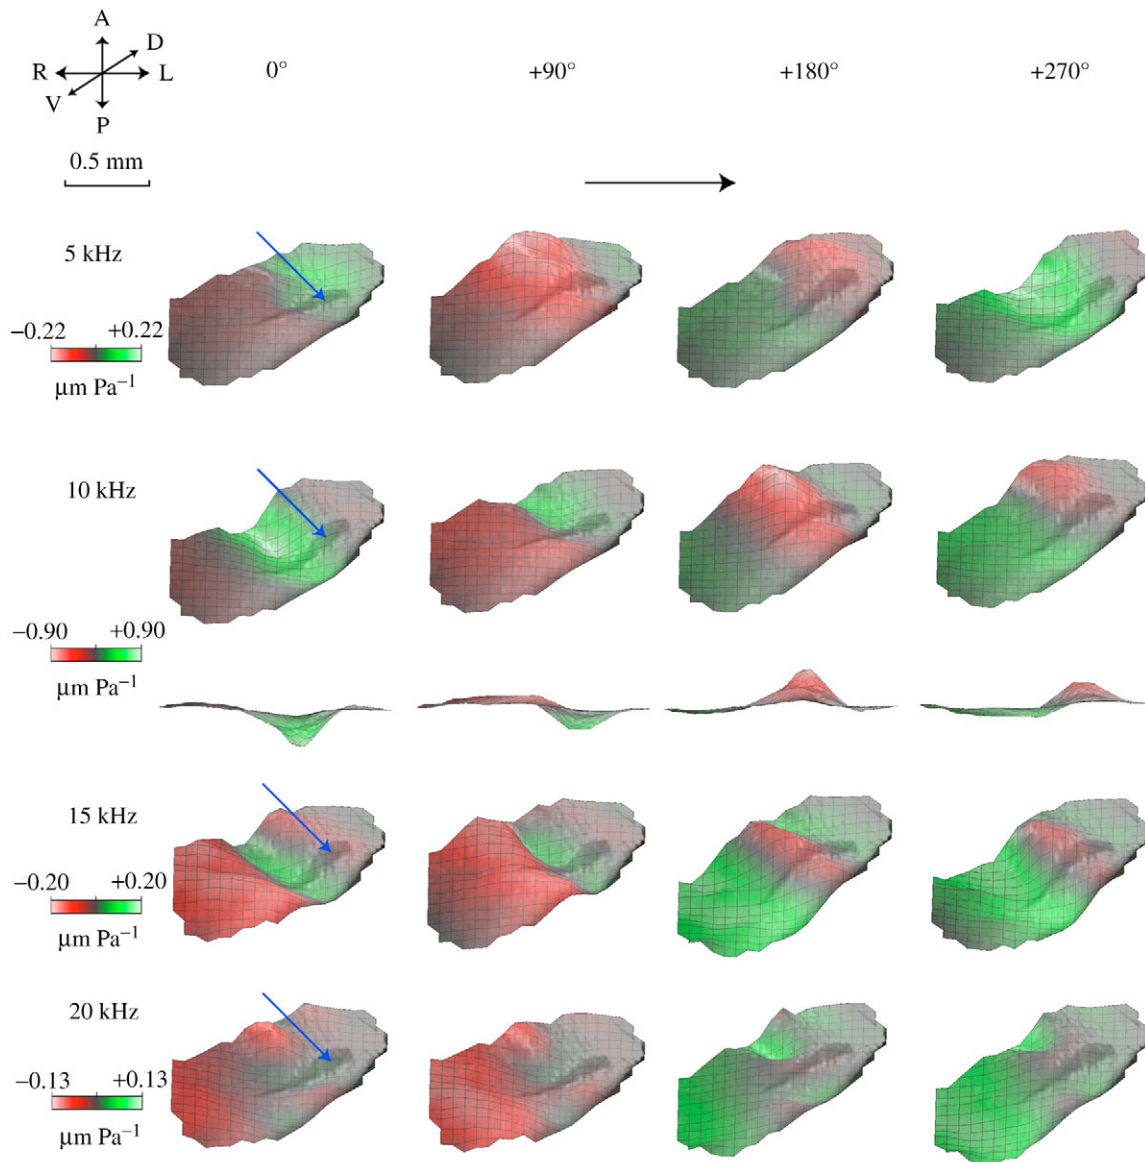 A
D
R L
V
P
0° +90° +180° +270°
0.5 mm
5 kHz
−0.22 +0.22
μm Pa⁻¹
10 kHz
−0.90 +0.90
μm Pa⁻¹
15 kHz
−0.20 +0.20
μm Pa⁻¹
20 kHz
−0.13 +0.13
μm Pa⁻¹